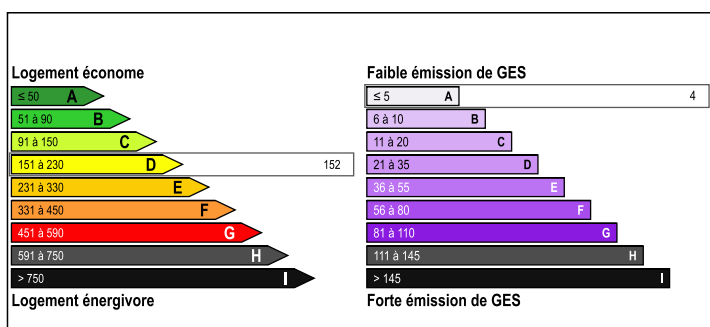 Logement économe
≤ 50 A
51 à 90 B
91 à 150 C
151 à 230 D 152
231 à 330 E
331 à 450 F
451 à 590 G
591 à 750 H
> 750 I
Logement énergivore
Faible émission de GES
≤ 5 A 4
6 à 10 B
11 à 20 C
21 à 35 D
36 à 55 E
56 à 80 F
81 à 110 G
111 à 145 H
> 145 I
Forte émission de GES